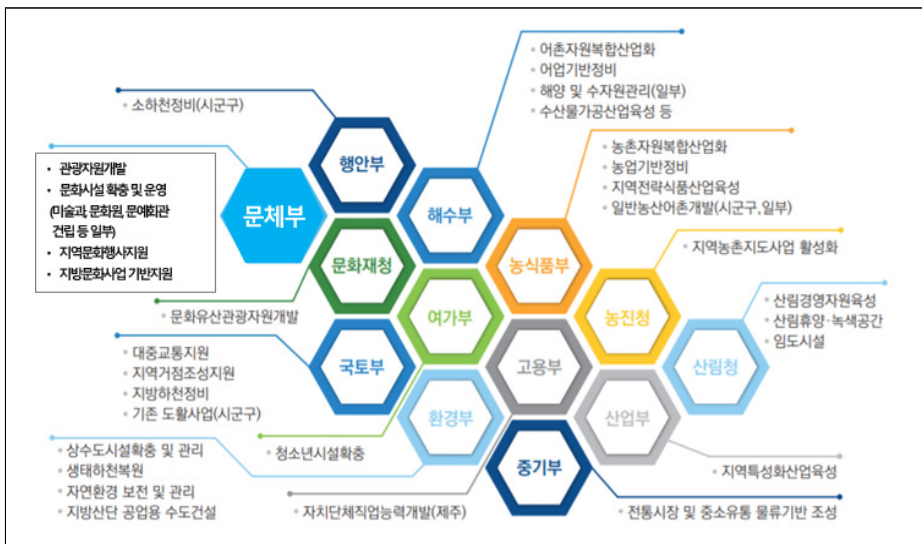 • 어촌자원복합산업화
• 어업기반정비
• 해양 및 수자원관리(일부)
• 수산물가공산업육성 등
• 소하천정비(시군구)
행안부
• 관광자원개발
• 문화시설 확충 및 운영
(미술과, 문화원, 문예회관
건립 등 일부)
• 지역문화행사지원
• 지방문화사업 기반지원
문체부
해수부
• 농촌자원복합산업화
• 농업기반정비
• 지역전략식품산업육성
• 일반농산어촌개발(시군구,일부)
문화재청
농식품부
• 지역농촌지도사업 활성화
• 문화유산관광자원개발
여가부
농진청
• 산림경영자원육성
• 산림휴양·녹색공간
• 임도시설
• 대중교통지원
• 지역거점조성지원
• 지방하천정비
• 기존 도활사업(시군구)
국토부
고용부
산림청
환경부
산업부
• 청소년시설확충
• 상수도시설확충 및 관리
• 생태하천복원
• 자연환경 보전 및 관리
• 지방산단 공업용 수도건설
중기부
• 지역특성화산업육성
• 자치단체직업능력개발(제주)
• 전통시장 및 중소유통 물류기반 조성